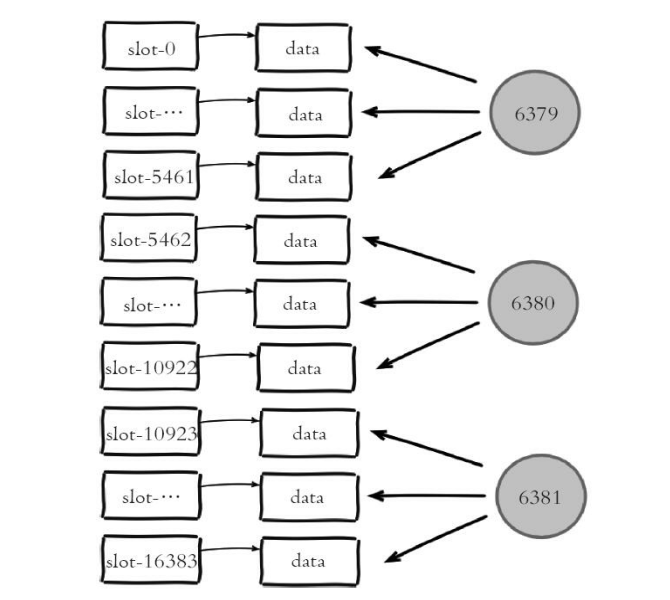 slot-0 data
slot-⋯ data 6379
slot-5461 data
slot-5462 data
slot-⋯ data 6380
slot-10922 data
slot-10923 data
slot-⋯ data 6381
slot-16383 data